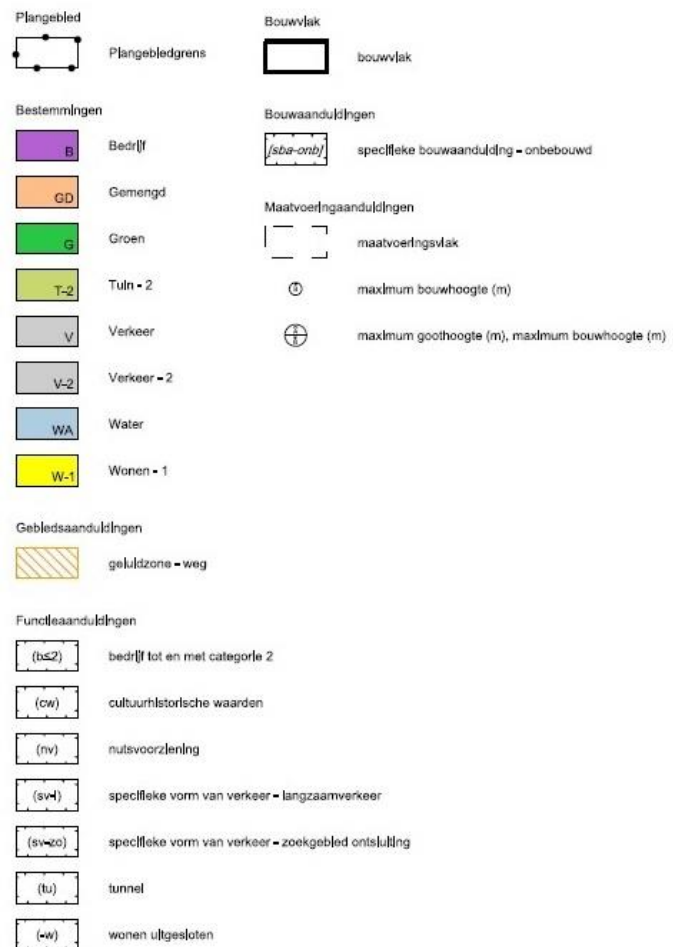 Plangebied
Plangebiedgrens
Bestemmingen
B Bedrijf
GD Gemengd
G Groen
T-2 Tuin - 2
V Verkeer
V-2 Verkeer - 2
WA Water
W-1 Wonen - 1
Gebiedsaanduidingen
geluidzone - weg
Functieaanduidingen
(b≤2) bedrijf tot en met categorie 2
(cw) cultuurhistorische waarden
(nv) nutsvoorziening
(sv-l) specifieke vorm van verkeer - langzaamverkeer
(sv-zo) specifieke vorm van verkeer - zoekgebied ontsluiting
(tu) tunnel
(-w) wonen uitgesloten
Bouwvlak
bouwvlak
Bouwaanduidingen
[sba-onb] specifieke bouwaanduiding - onbebouwd
Maatvoeringaanduidingen
maatvoeringsvlak
maximum bouwhoogte (m)
maximum goothoogte (m), maximum bouwhoogte (m)